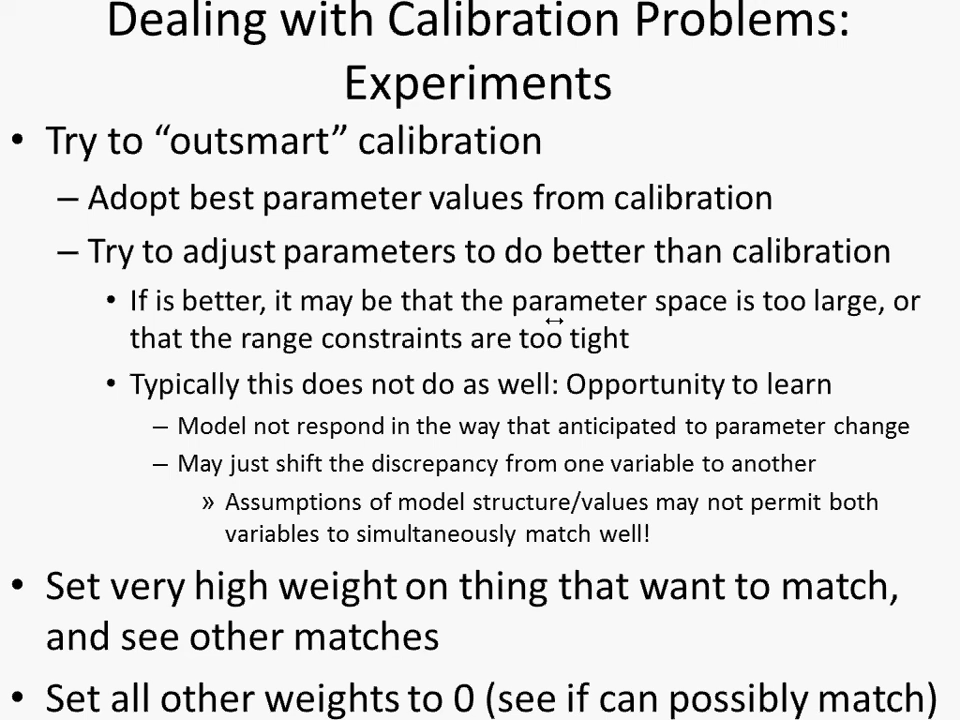 Dealing with Calibration Problems:
Experiments
• Try to “outsmart” calibration
– Adopt best parameter values from calibration
– Try to adjust parameters to do better than calibration
• If is better, it may be that the parameter space is too large, or
that the range constraints are too tight
• Typically this does not do as well: Opportunity to learn
– Model not respond in the way that anticipated to parameter change
– May just shift the discrepancy from one variable to another
» Assumptions of model structure/values may not permit both
variables to simultaneously match well!
• Set very high weight on thing that want to match,
and see other matches
• Set all other weights to 0 (see if can possibly match)